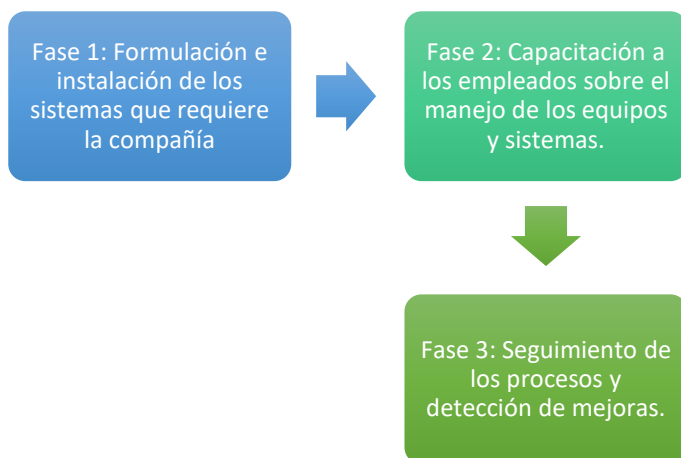 Fase 1: Formulación e
instalación de los
sistemas que requiere
la compañía
Fase 2: Capacitación a
los empleados sobre el
manejo de los equipos
y sistemas.
Fase 3: Seguimiento de
los procesos y
detección de mejoras.